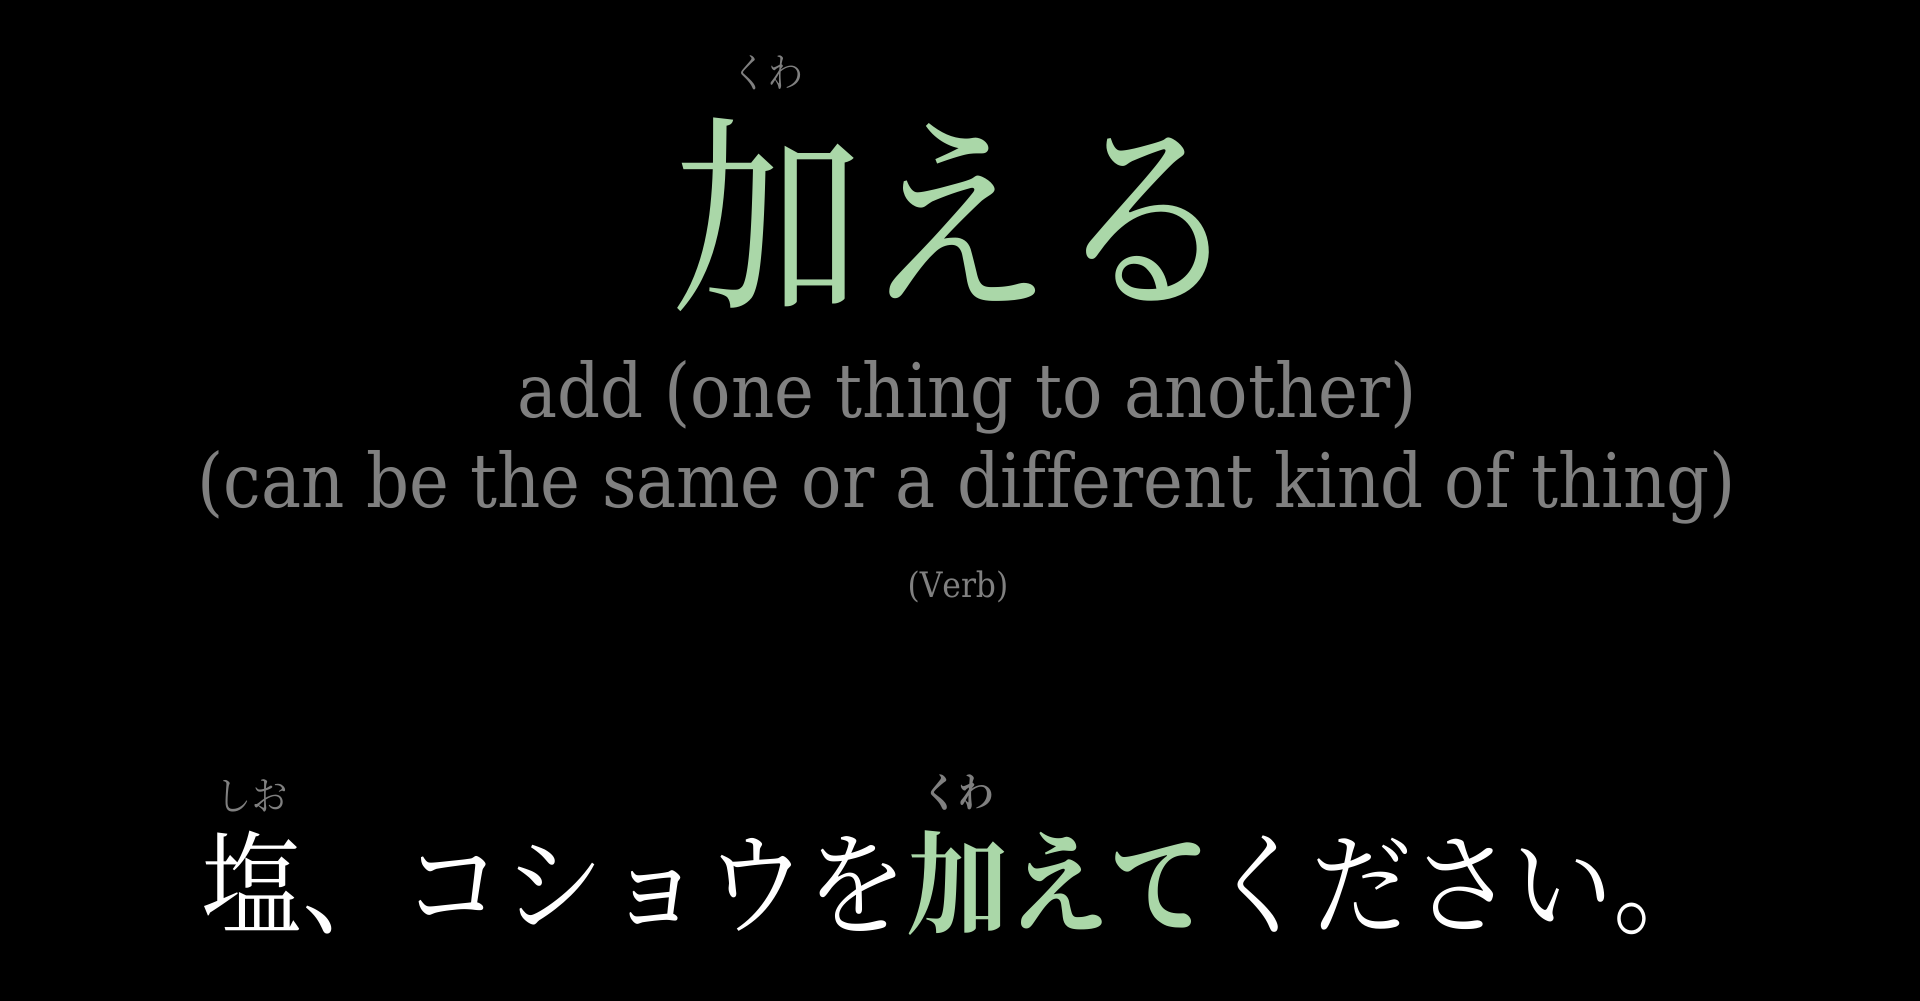 くわ
加える
add (one thing to another)
(can be the same or a different kind of thing)
(Verb)
しお くわ
塩、コショウを加えてください。